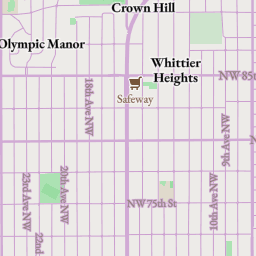 Crown Hill
Olympic Manor
Whittier
Heights
NW 85t
Safeway
18th Ave NW
9th Ave NW
20th Ave NW
23rd Ave NW
NW 75th St
10th Ave NW
22nd